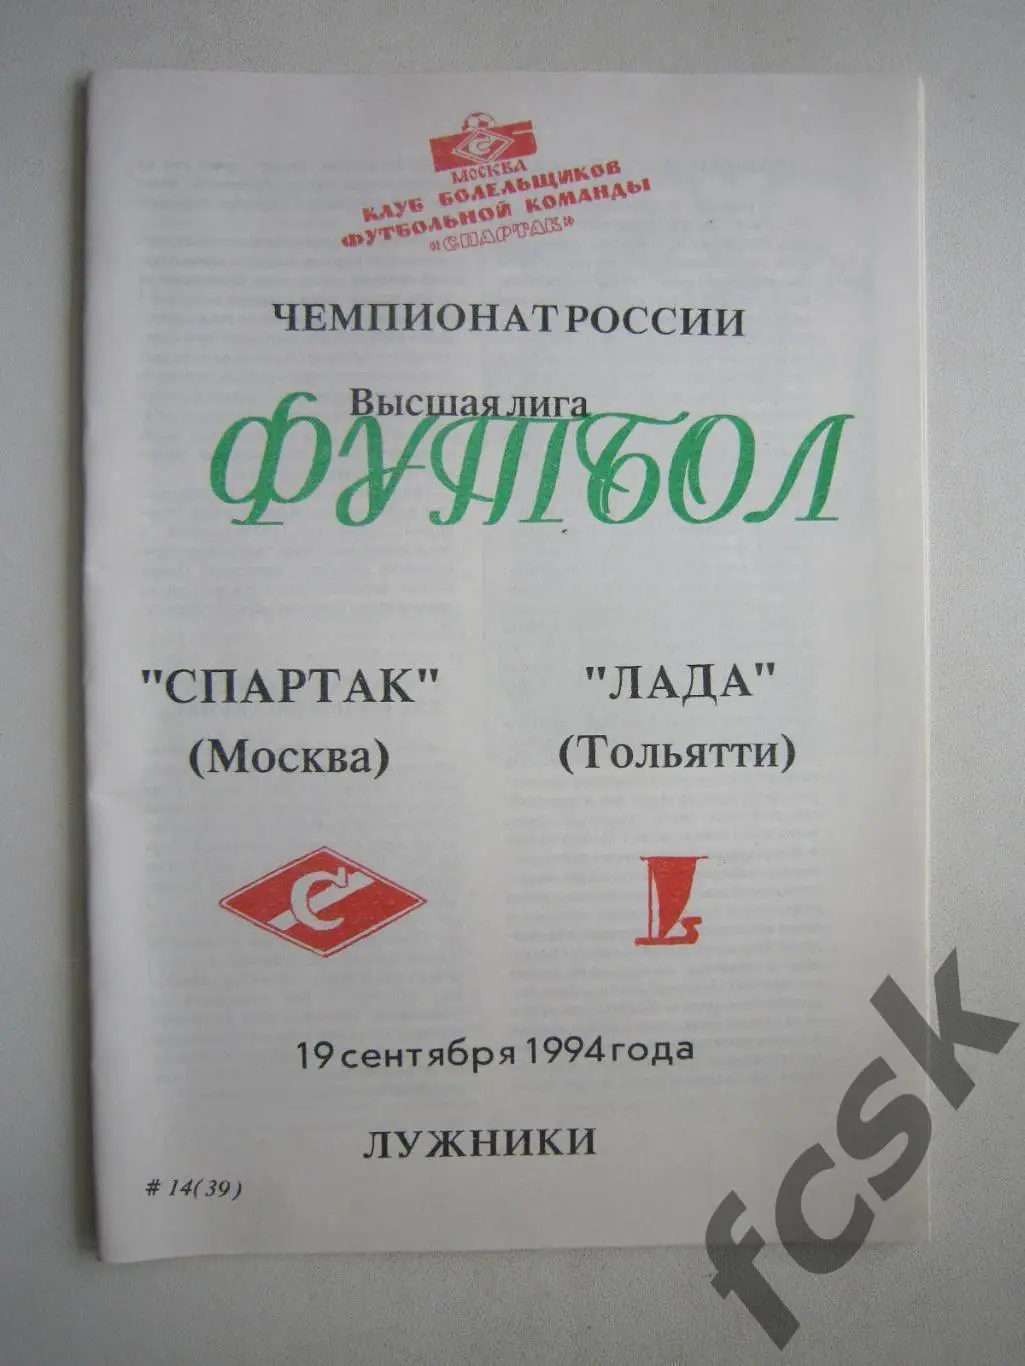 МОСКВА
КЛУБ БОЛЕЛЬЩИКОВ
ФУТБОЛЬНОЙ КОМАНДЫ
«СПАРТАК»
ЧЕМПИОНАТ РОССИИ
Высшая лига
ФУТБОЛ
"СПАРТАК" "ЛАДА"
(Москва) (Тольятти)
19 сентября 1994 года
ЛУЖНИКИ
# 14(39)
fcsk